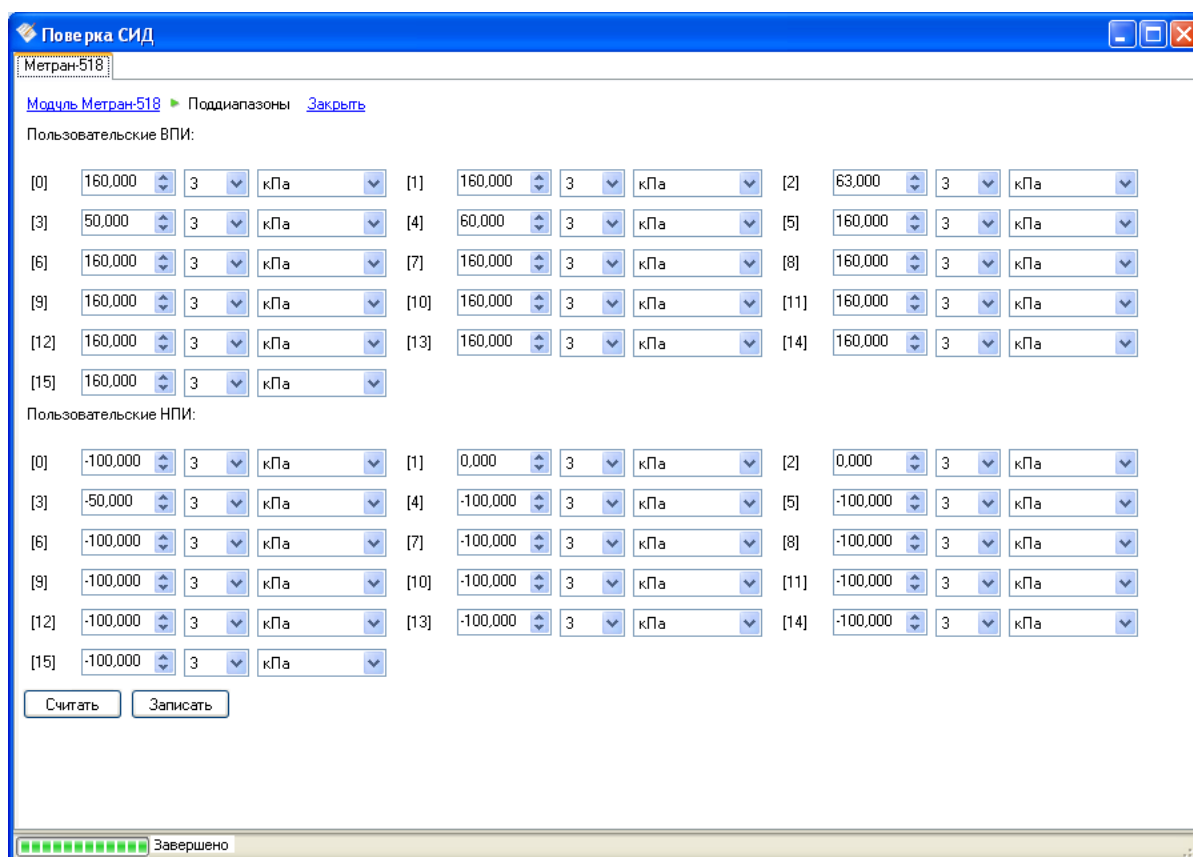 Поверка СИД
Метран-518
Модуль Метран-518 Поддиапазоны Закрыть
Пользовательские ВПИ:
[0] 160,000 3 кПа [1] 160,000 3 кПа [2] 63,000 3 кПа
[3] 50,000 3 кПа [4] 60,000 3 кПа [5] 160,000 3 кПа
[6] 160,000 3 кПа [7] 160,000 3 кПа [8] 160,000 3 кПа
[9] 160,000 3 кПа [10] 160,000 3 кПа [11] 160,000 3 кПа
[12] 160,000 3 кПа [13] 160,000 3 кПа [14] 160,000 3 кПа
[15] 160,000 3 кПа
Пользовательские НПИ:
[0] -100,000 3 кПа [1] 0,000 3 кПа [2] 0,000 3 кПа
[3] -50,000 3 кПа [4] -100,000 3 кПа [5] -100,000 3 кПа
[6] -100,000 3 кПа [7] -100,000 3 кПа [8] -100,000 3 кПа
[9] -100,000 3 кПа [10] -100,000 3 кПа [11] -100,000 3 кПа
[12] -100,000 3 кПа [13] -100,000 3 кПа [14] -100,000 3 кПа
[15] -100,000 3 кПа
Считать Записать
Завершено